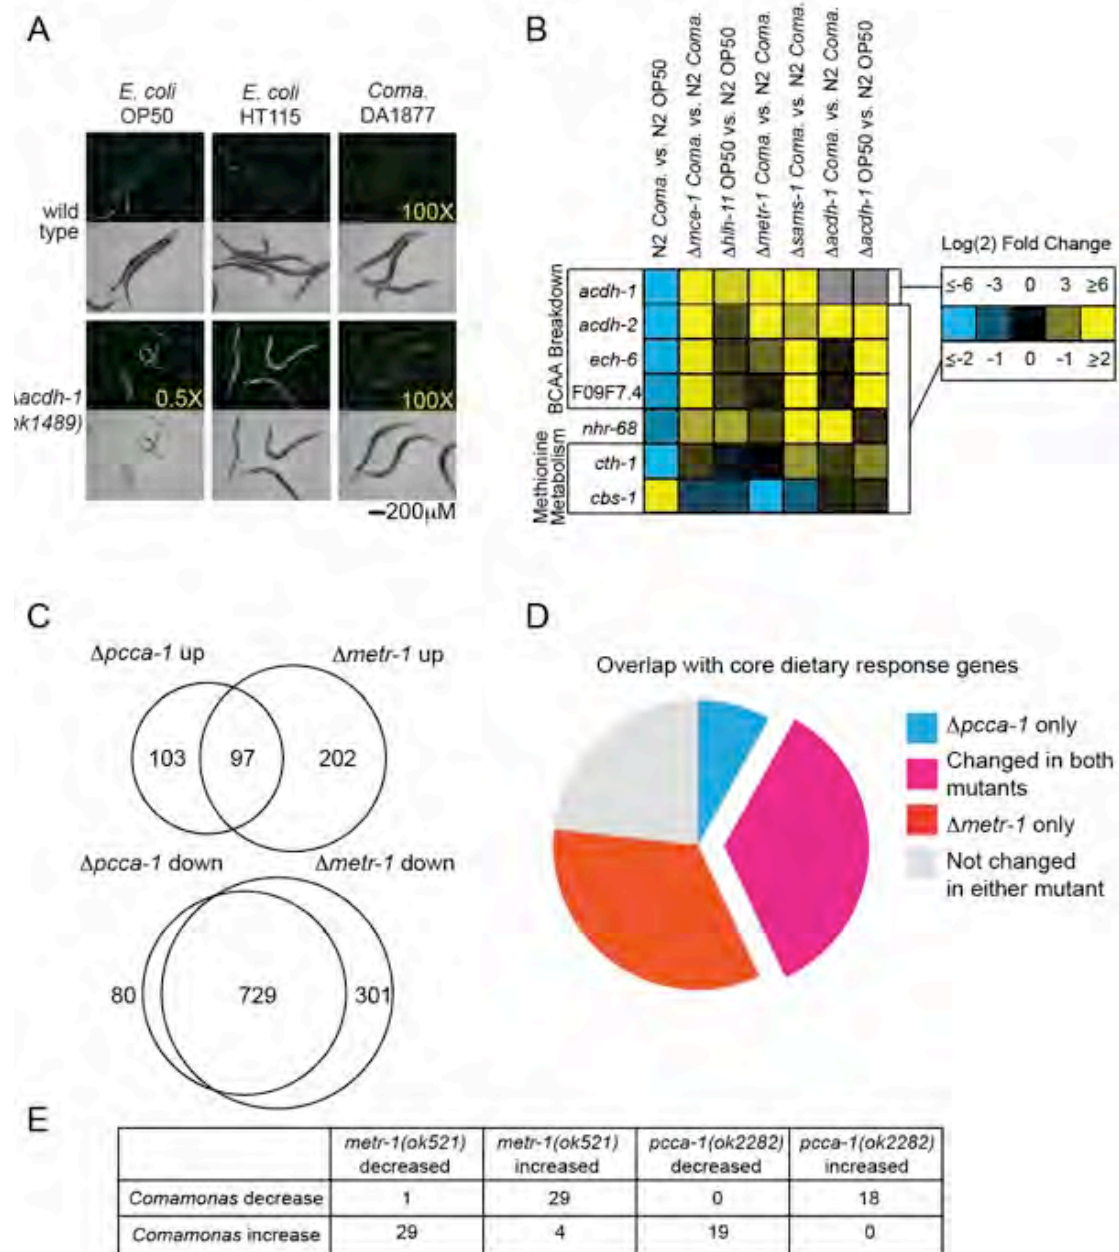 A
E. coli
OP50
E. coli
HT115
Coma.
DA1877
wild
type
100X
Δacdh-1
ok1489)
0.5X
100X
200μM
B
N2 Coma. vs. N2 OP50
Δmce-1 Coma. vs. N2 Coma.
Δhlh-11 OP50 vs. N2 OP50
Δmetr-1 Coma. vs. N2 Coma.
Δsams-1 Coma. vs. N2 Coma.
Δacdh-1 Coma. vs. N2 Coma.
Δacdh-1 OP50 vs. N2 OP50
BCAA Breakdown
Methionine
Metabolism
acdh-1
acdh-2
ech-6
F09F7.4
nhr-68
cth-1
cbs-1
Log(2) Fold Change
≤-6 -3 0 3 ≥6
≤-2 -1 0 -1 ≥2
C
Δpcca-1 up
Δmetr-1 up
103 97 202
Δpcca-1 down
Δmetr-1 down
80 729 301
D
Overlap with core dietary response genes
Δpcca-1 only
Changed in both
mutants
Δmetr-1 only
Not changed
in either mutant
E
metr-1(ok521)
decreased
metr-1(ok521)
increased
pcca-1(ok2282)
decreased
pcca-1(ok2282)
increased
Comamonas decrease 1 29 0 18
Comamonas increase 29 4 19 0